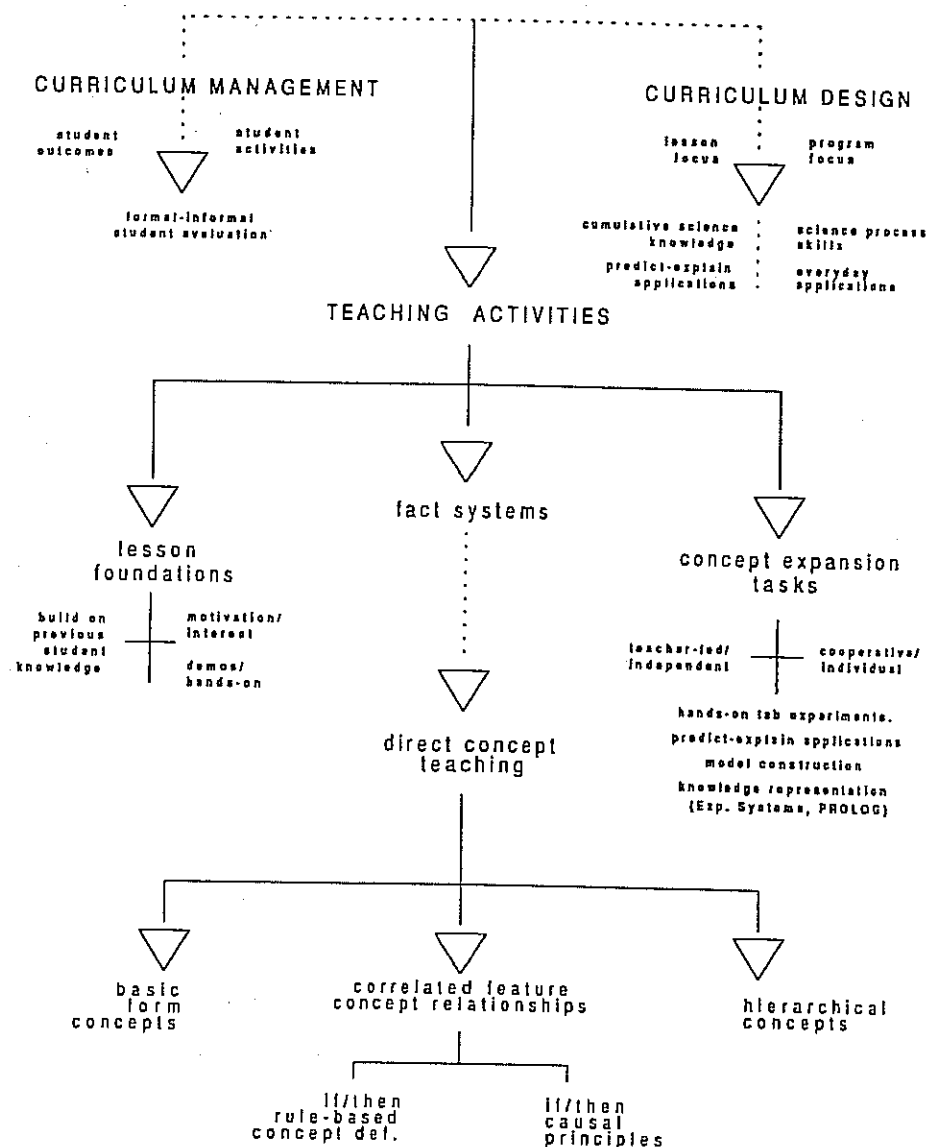 CURRICULUM MANAGEMENT
student
outcomes
student
activities
formal-informal
student evaluation
CURRICULUM DESIGN
lesson
focus
program
focus
cumulative science
knowledge
predict-explain
applications
science process
skills
everyday
applications
TEACHING ACTIVITIES
lesson
foundations
build on
previous
student
knowledge
motivation/
interest
demos/
hands-on
fact systems
direct concept
teaching
concept expansion
tasks
teacher-led/
independent
cooperative/
individual
hands-on lab experiments.
predict-explain applications
model construction
knowledge representation
(Exp. Systems, PROLOG)
basic
form
concepts
correlated feature
concept relationships
hierarchical
concepts
if/then
rule-based
concept def.
if/then
causal
principles